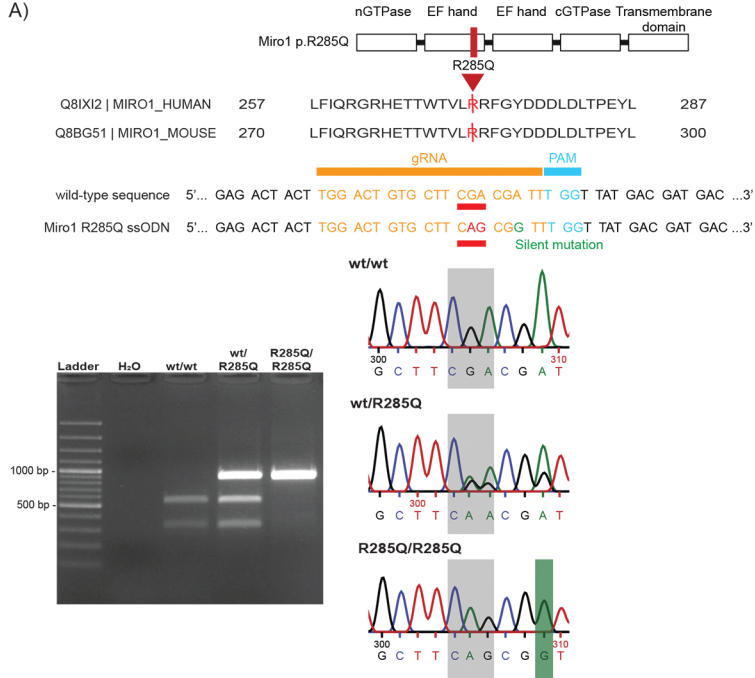 A)
nGTPase EF hand EF hand cGTPase Transmembrane domain
Miro1 p.R285Q
R285Q
Q8IXI2 | MIRO1_HUMAN 257 LFIQRGRHETTWTVLRRFGYDDDLDLTPEYL 287
Q8BG51 | MIRO1_MOUSE 270 LFIQRGRHETTWTVLRRFGYDDDLDLTPEYL 300
gRNA PAM
wild-type sequence 5'... GAG ACT ACT TGG ACT GTG CTT CGA CGA TTT TGG T TAT GAC GAT GAC ...3'
Miro1 R285Q ssODN 5'... GAG ACT ACT TGG ACT GTG CTT CAG CGG TTT TGG T TAT GAC GAT GAC ...3'
Silent mutation
wt/wt
300 310
G C T T C G A C G A T
wt/R285Q
300
G C T T C A A C G A T
R285Q/R285Q
300 310
G C T T C A G C G G T
Ladder H₂O wt/wt wt/R285Q R285Q/R285Q
1000 bp -
500 bp -